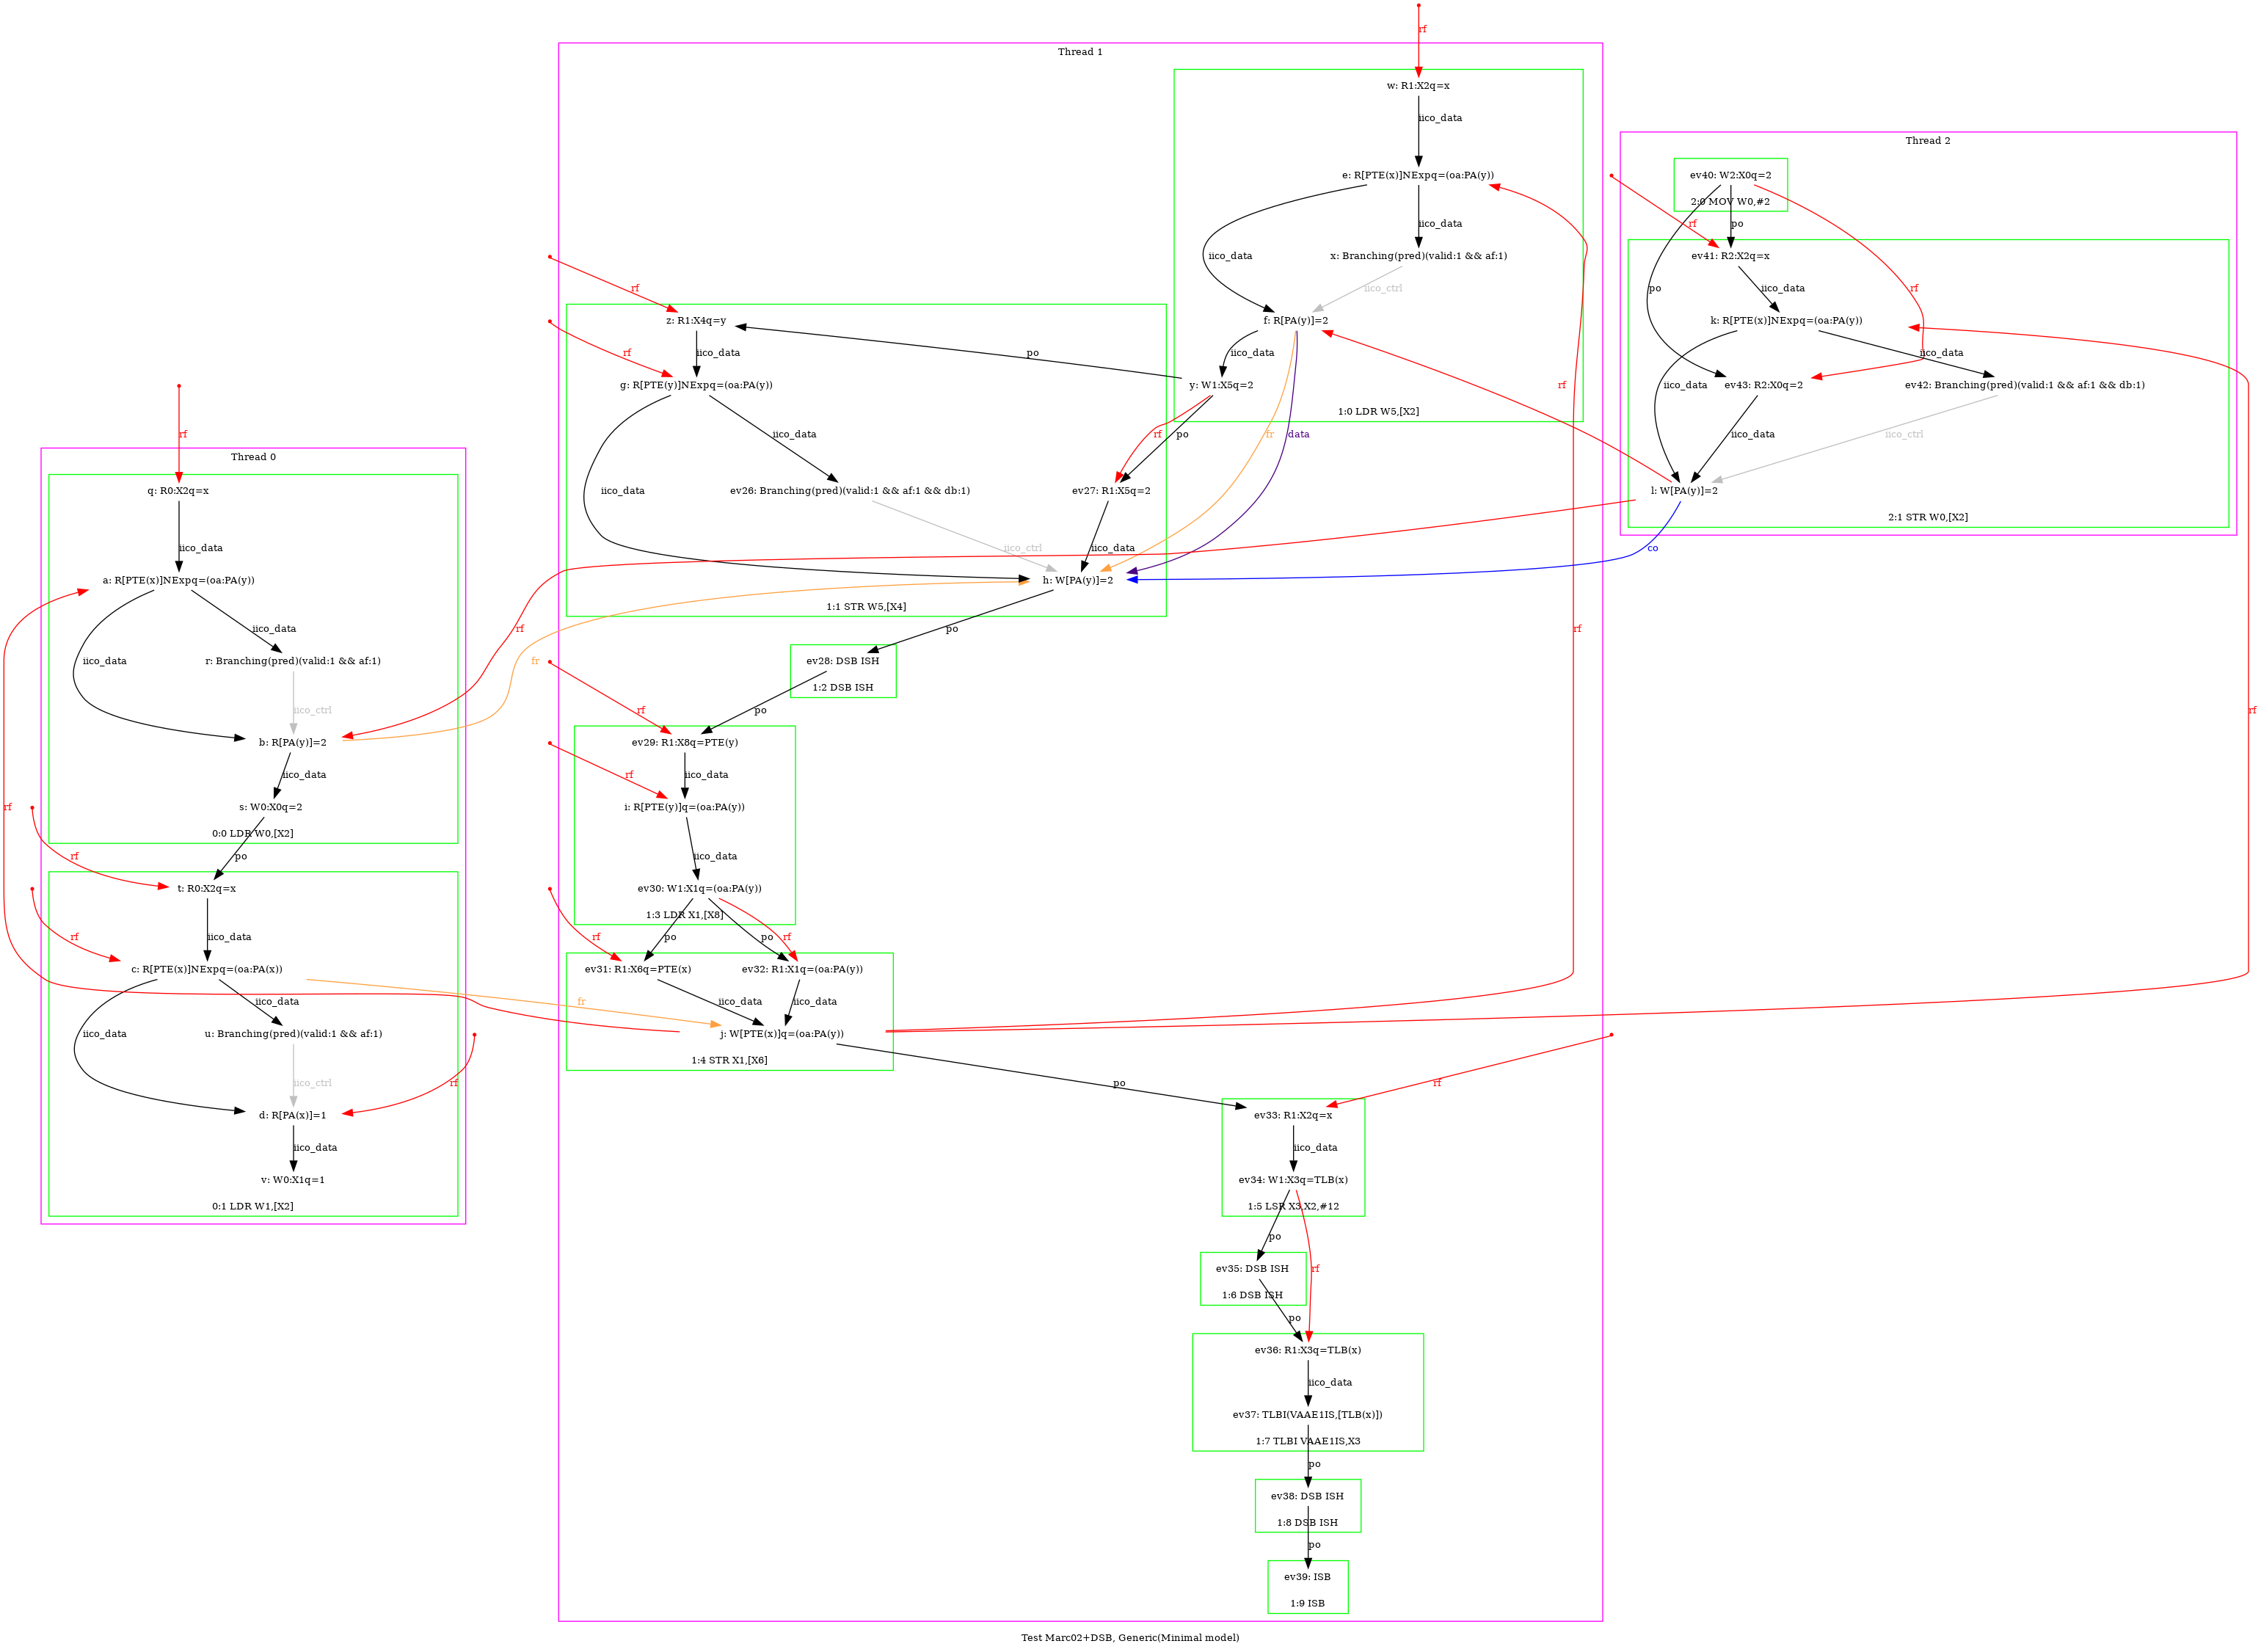 rf
Thread 1
w: R1:X2q=x
iico_data
e: R[PTE(x)]NExpq=(oa:PA(y))
iico_data
iico_data
x: Branching(pred)(valid:1 && af:1)
iico_ctrl
f: R[PA(y)]=2
iico_data
y: W1:X5q=2
1:0 LDR W5,[X2]
rf
z: R1:X4q=y
po
iico_data
rf
g: R[PTE(y)]NExpq=(oa:PA(y))
iico_data
iico_data
rf
po
fr
data
ev26: Branching(pred)(valid:1 && af:1 && db:1)
ev27: R1:X5q=2
iico_ctrl
iico_data
h: W[PA(y)]=2
1:1 STR W5,[X4]
po
ev28: DSB ISH
1:2 DSB ISH
rf
po
ev29: R1:X8q=PTE(y)
rf
iico_data
i: R[PTE(y)]q=(oa:PA(y))
iico_data
ev30: W1:X1q=(oa:PA(y))
1:3 LDR X1,[X8]
rf
po
po
rf
ev31: R1:X6q=PTE(x)
ev32: R1:X1q=(oa:PA(y))
iico_data
iico_data
j: W[PTE(x)]q=(oa:PA(y))
1:4 STR X1,[X6]
po
rf
ev33: R1:X2q=x
iico_data
ev34: W1:X3q=TLB(x)
1:5 LSR X3,X2,#12
po
rf
ev35: DSB ISH
1:6 DSB ISH
po
ev36: R1:X3q=TLB(x)
iico_data
ev37: TLBI(VAAE1IS,[TLB(x)])
1:7 TLBI VAAE1IS,X3
po
ev38: DSB ISH
1:8 DSB ISH
po
ev39: ISB
1:9 ISB
Thread 2
ev40: W2:X0q=2
2:0 MOV W0,#2
rf
po
ev41: R2:X2q=x
po
iico_data
rf
k: R[PTE(x)]NExpq=(oa:PA(y))
iico_data
iico_data
ev43: R2:X0q=2
ev42: Branching(pred)(valid:1 && af:1 && db:1)
iico_data
iico_ctrl
l: W[PA(y)]=2
2:1 STR W0,[X2]
rf
co
rf
rf
rf
Thread 0
q: R0:X2q=x
iico_data
a: R[PTE(x)]NExpq=(oa:PA(y))
iico_data
iico_data
r: Branching(pred)(valid:1 && af:1)
iico_ctrl
rf
fr
b: R[PA(y)]=2
iico_data
s: W0:X0q=2
0:0 LDR W0,[X2]
rf
rf
po
t: R0:X2q=x
rf
iico_data
c: R[PTE(x)]NExpq=(oa:PA(x))
fr
iico_data
iico_data
u: Branching(pred)(valid:1 && af:1)
iico_ctrl
rf
d: R[PA(x)]=1
iico_data
v: W0:X1q=1
0:1 LDR W1,[X2]
Test Marc02+DSB, Generic(Minimal model)